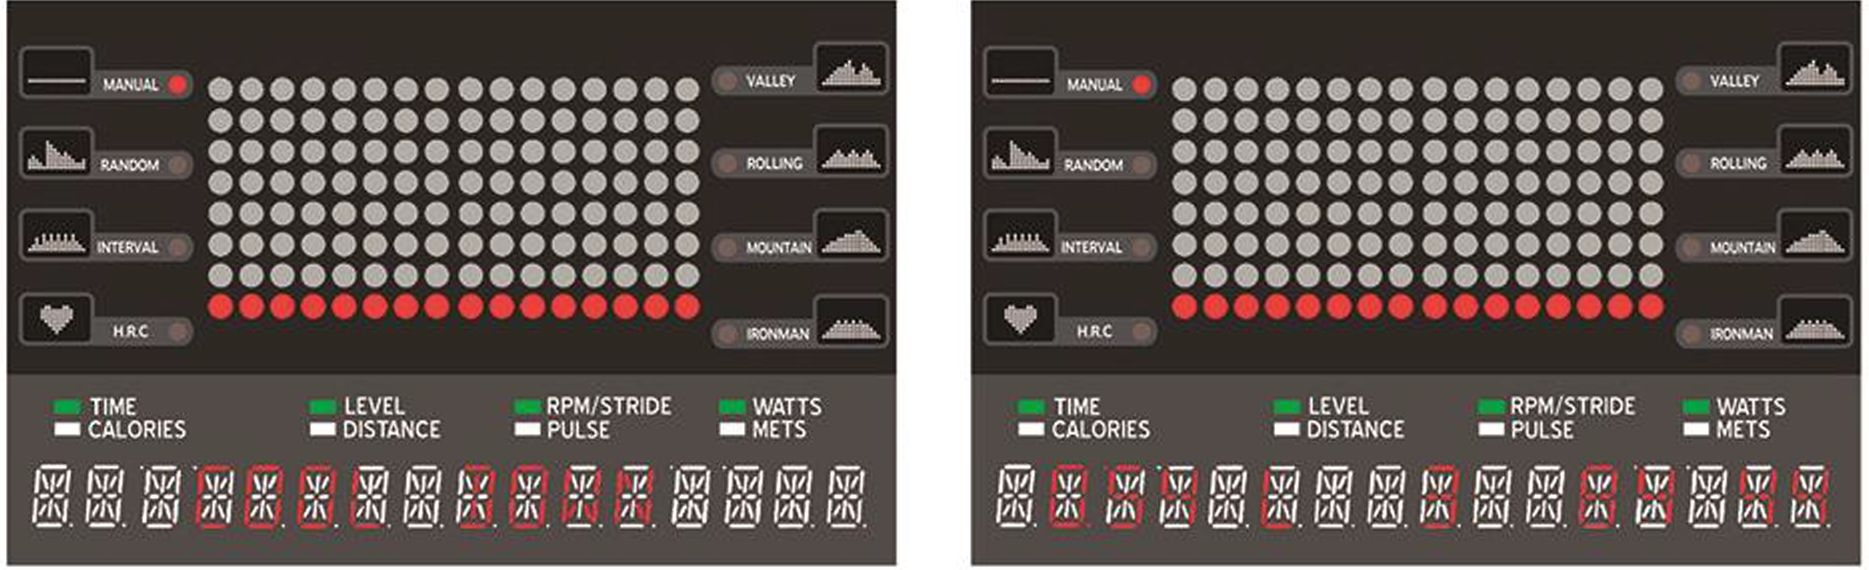 MANUAL
RANDOM
INTERVAL
H.R.C
VALLEY
ROLLING
MOUNTAIN
IRONMAN
TIME LEVEL RPM/STRIDE WATTS
CALORIES DISTANCE PULSE METS
MANUAL
RANDOM
INTERVAL
H.R.C
VALLEY
ROLLING
MOUNTAIN
IRONMAN
TIME LEVEL RPM/STRIDE WATTS
CALORIES DISTANCE PULSE METS